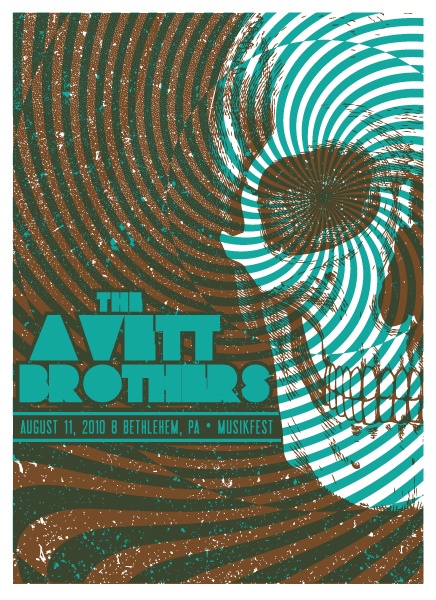 THE
AVETT
BROTHERS
AUGUST 11, 2010 @ BETHLEHEM, PA • MUSIKFEST